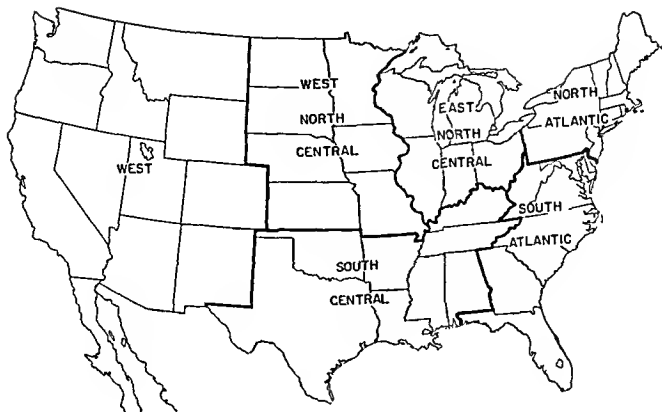 WEST
NORTH
CENTRAL
EAST
NORTH
CENTRAL
NORTH
ATLANTIC
WEST
SOUTH
ATLANTIC
SOUTH
CENTRAL